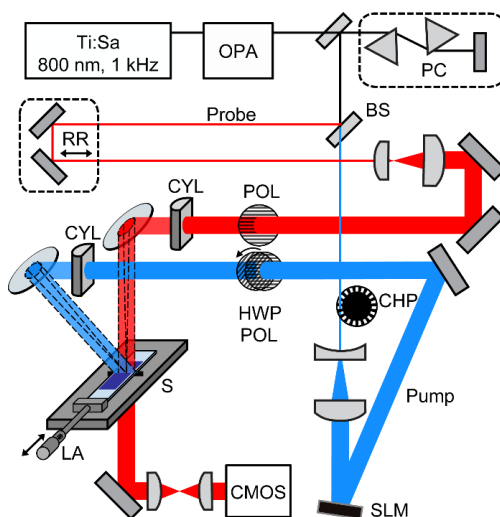 Ti:Sa
800 nm, 1 kHz
OPA
PC
BS
Probe
RR
CYL
POL
CYL
HWP
POL
CHP
S
Pump
LA
CMOS
SLM